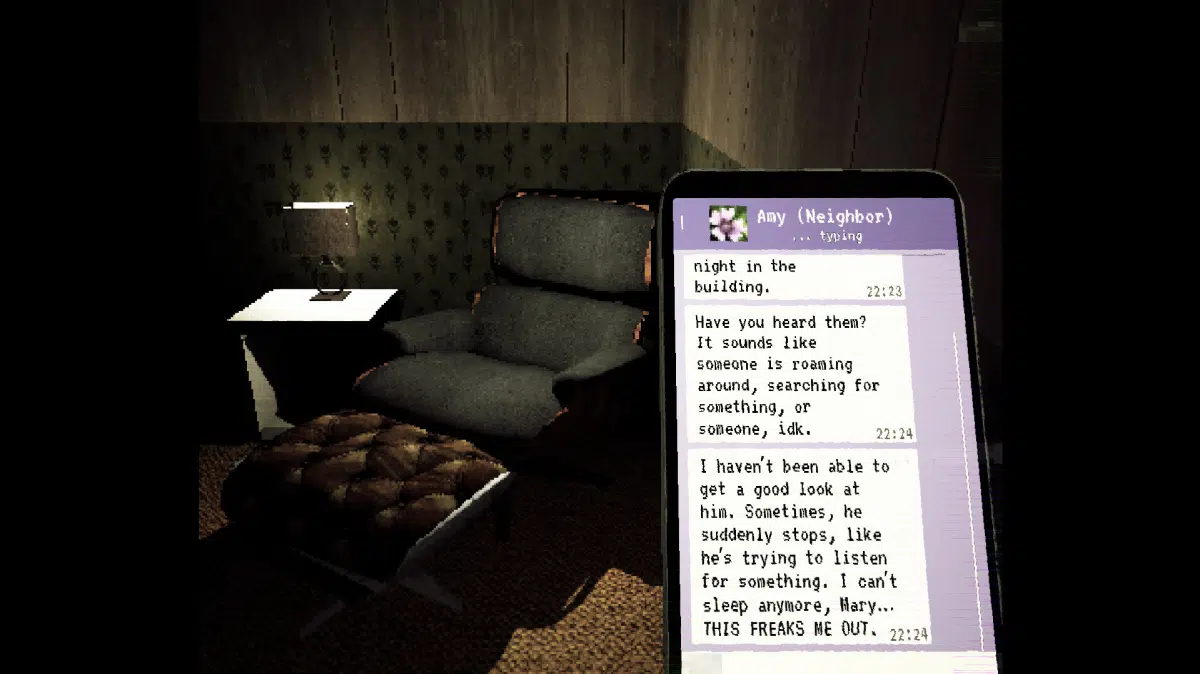 Amy (Neighbor)
... typing
night in the
building.
22:23
Have you heard them?
It sounds like
someone is roaming
around, searching for
something, or
someone, idk.
22:24
I haven't been able to
get a good look at
him. Sometimes, he
suddenly stops, like
he's trying to listen
for something. I can't
sleep anymore, Mary...
THIS FREAKS ME OUT.
22:24